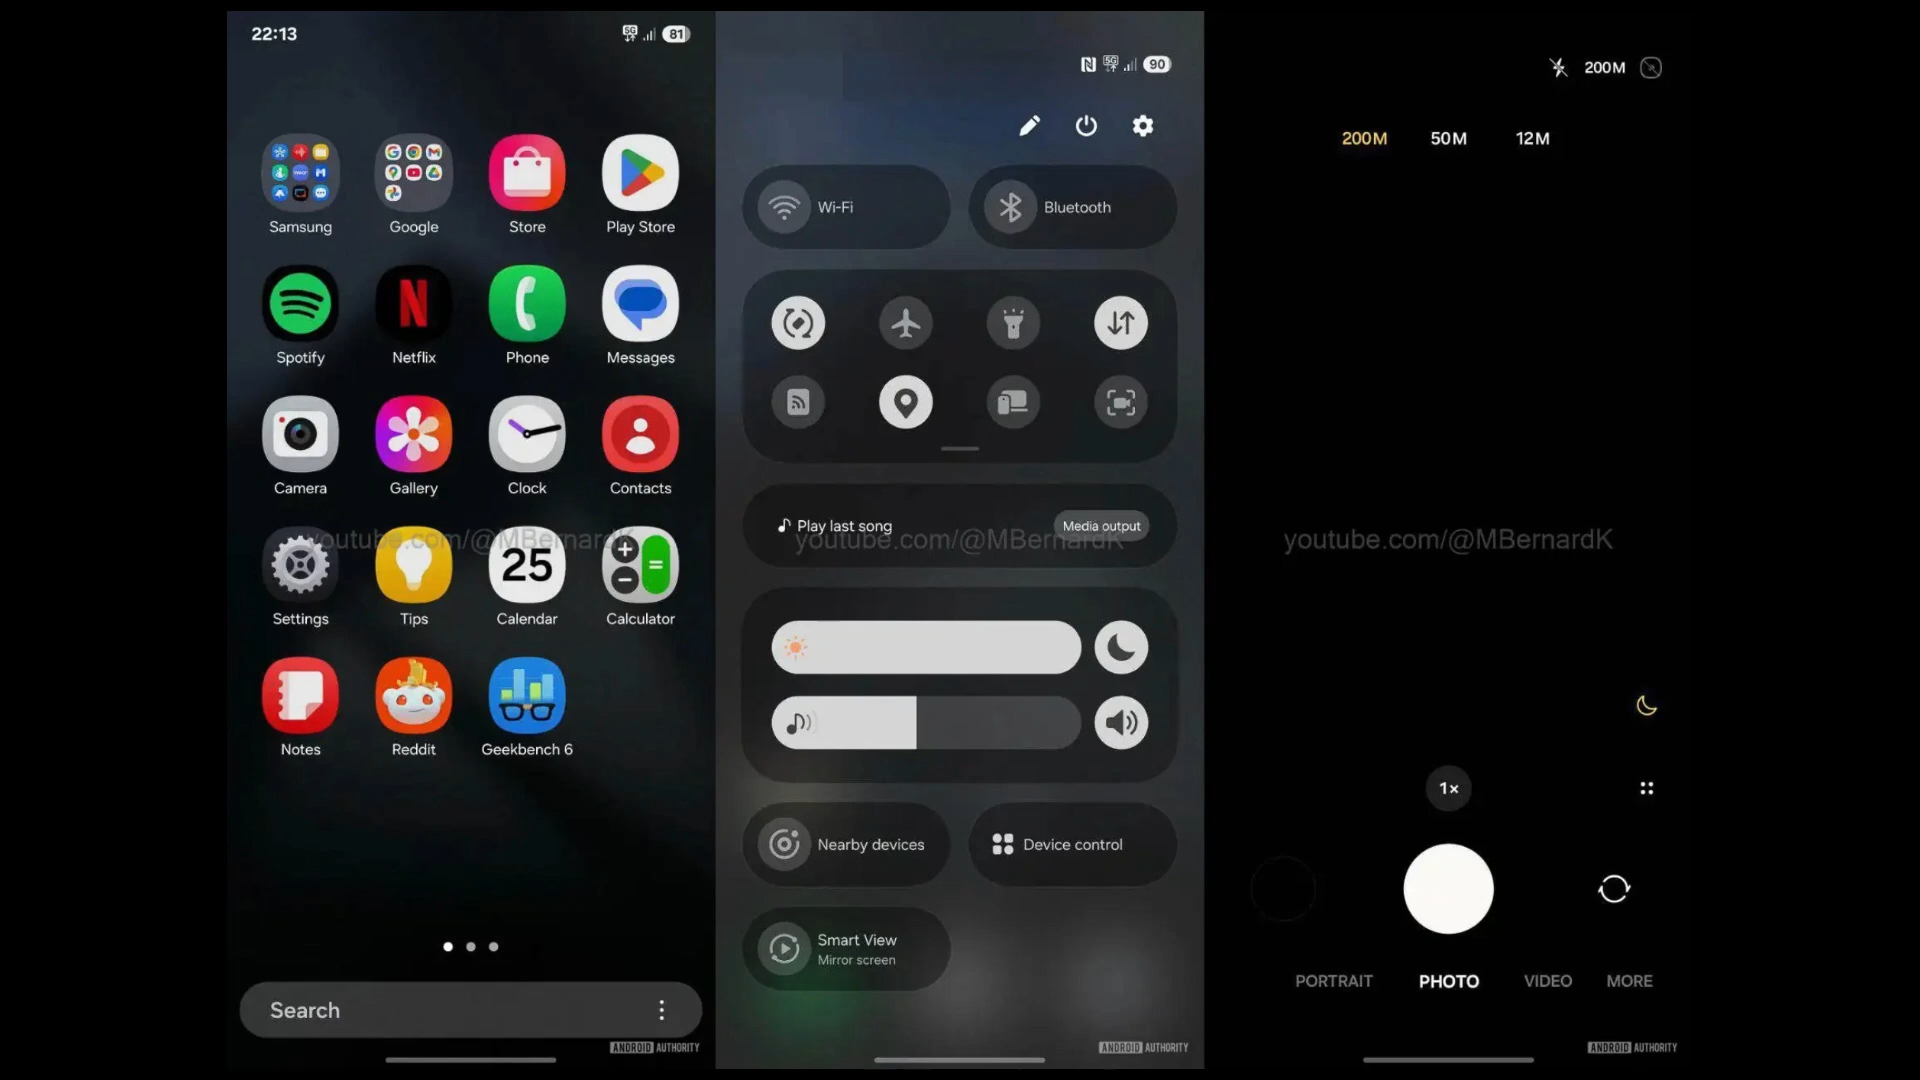 22:13
5G
81
Samsung
Google
Store
Play Store
Spotify
Netflix
Phone
Messages
Camera
Gallery
Clock
Contacts
youtube.com/@MBernardK
25
Settings
Tips
Calendar
Calculator
Notes
Reddit
Geekbench 6
Search
ANDROID AUTHORITY
5G
90
Wi-Fi
Bluetooth
Play last song
Media output
youtube.com/@MBernardK
Nearby devices
Device control
Smart View
Mirror screen
ANDROID AUTHORITY
200M
200M
50M
12M
youtube.com/@MBernardK
1×
PORTRAIT
PHOTO
VIDEO
MORE
ANDROID AUTHORITY